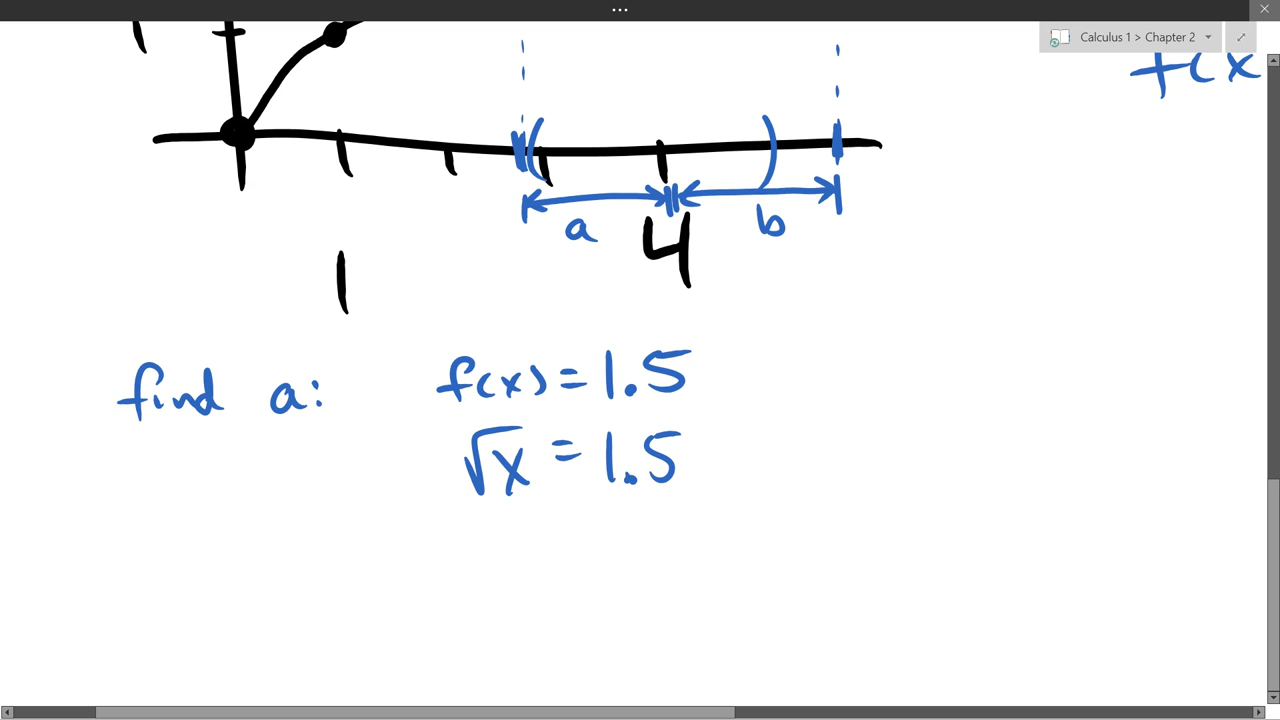 Calculus 1 > Chapter 2
f(x
a
b
4
1
find a:
f(x) = 1.5
√x = 1.5